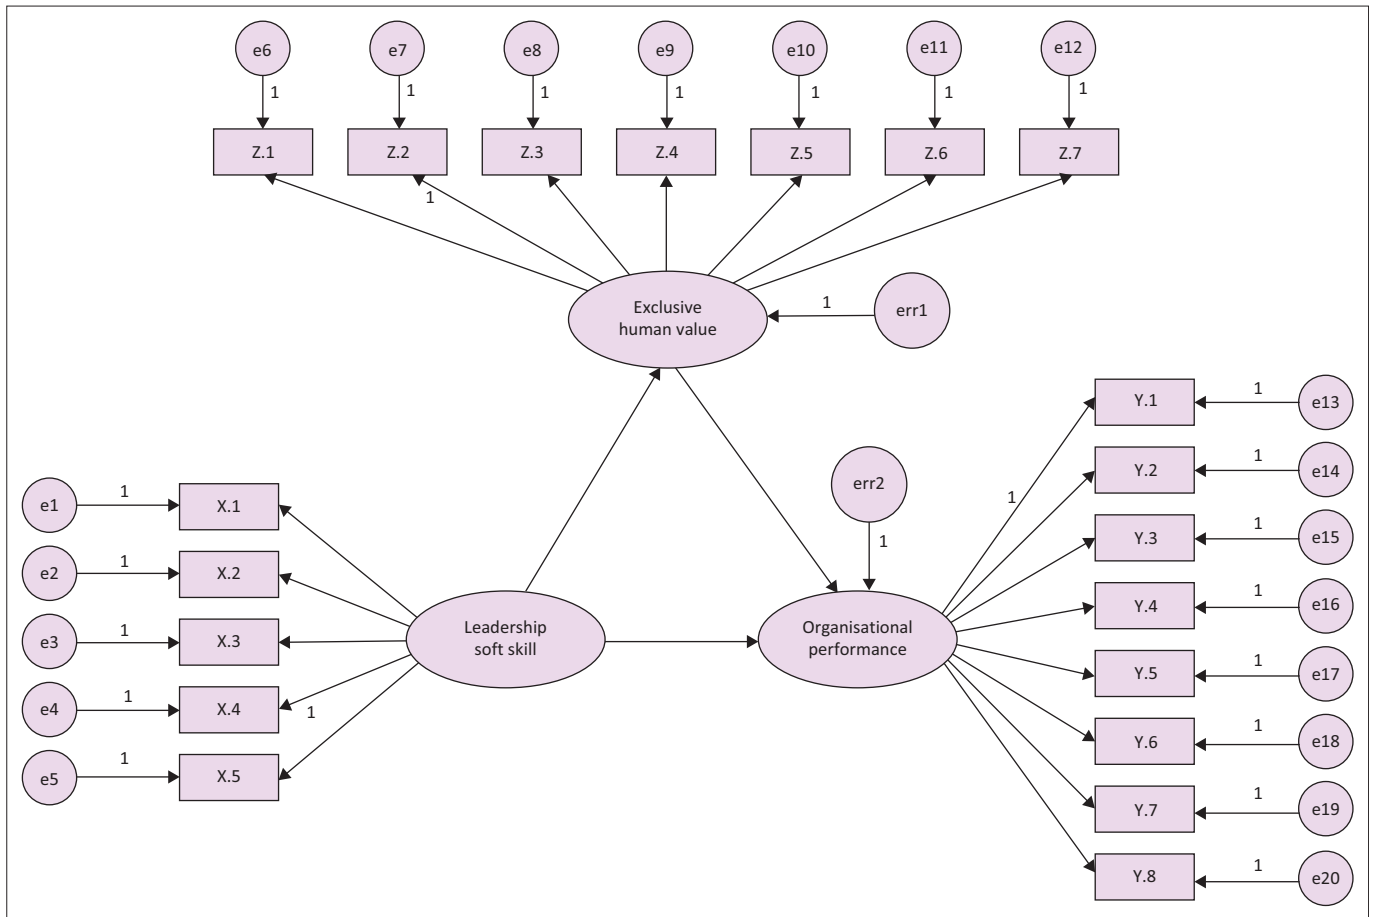 e6 e7 e8 e9 e10 e11 e12
1 1 1 1 1 1 1
Z.1 Z.2 Z.3 Z.4 Z.5 Z.6 Z.7
1
Exclusive
human value
1 err1
Y.1 1 e13
Y.2 1 e14
1
Y.3 1 e15
Y.4 1 e16
Y.5 1 e17
Y.6 1 e18
Y.7 1 e19
Y.8 1 e20
err2
1
e1 1 X.1
e2 1 X.2
e3 1 X.3
e4 1 X.4
1
e5 1 X.5
Leadership
soft skill
Organisational
performance